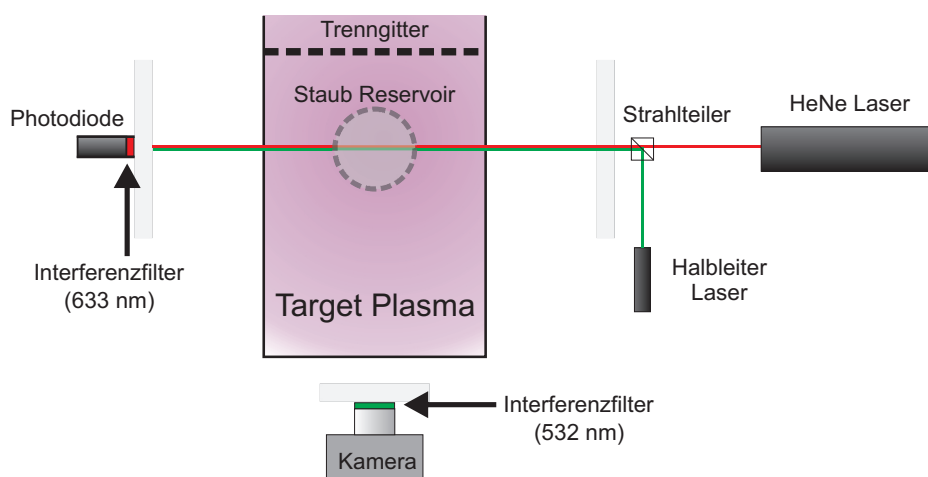 Trenngitter
Staub Reservoir
Photodiode
Strahlteiler
HeNe Laser
Interferenzfilter
(633 nm)
Halbleiter
Laser
Target Plasma
Interferenzfilter
(532 nm)
Kamera